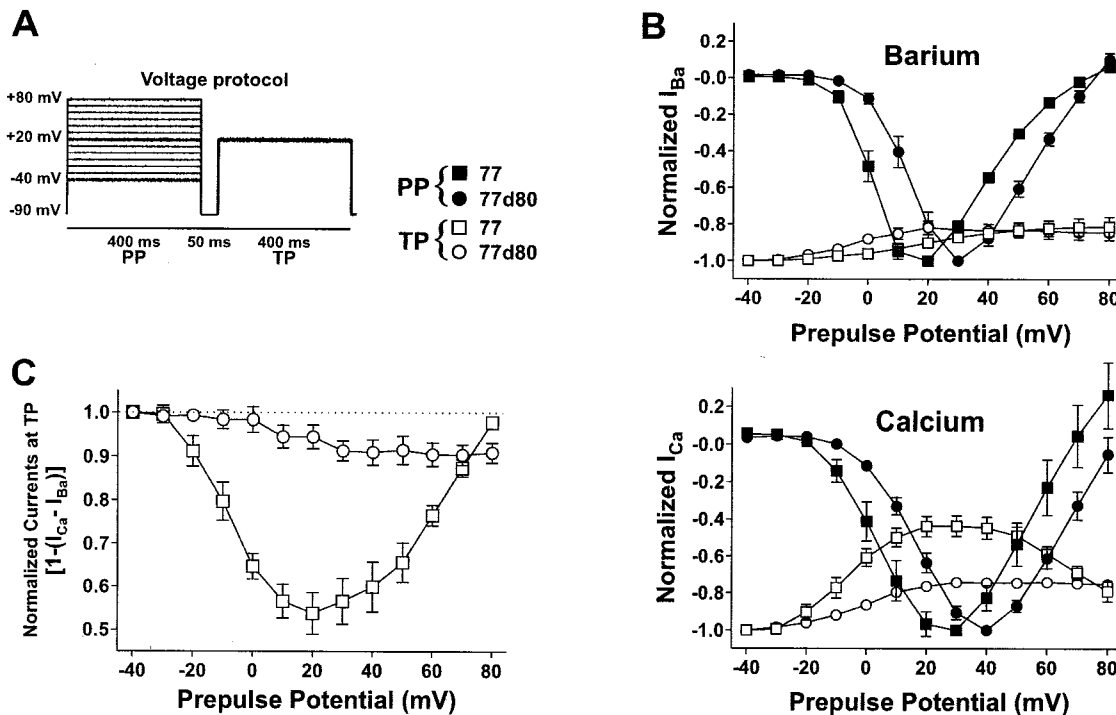 A
Voltage protocol
+80 mV
+20 mV
-40 mV
-90 mV
400 ms 50 ms 400 ms
PP TP
PP { 77
77d80
TP { 77
77d80
B
Barium
Normalized I Ba
0.2
-0.0
-0.2
-0.4
-0.6
-0.8
-1.0
-40 -20 0 20 40 60 80
Prepulse Potential (mV)
Calcium
Normalized I Ca
0.2
-0.0
-0.2
-0.4
-0.6
-0.8
-1.0
-40 -20 0 20 40 60 80
Prepulse Potential (mV)
C
Normalized Currents at TP
[1-(I Ca - I Ba)]
1.0
0.9
0.8
0.7
0.6
0.5
-40 -20 0 20 40 60 80
Prepulse Potential (mV)